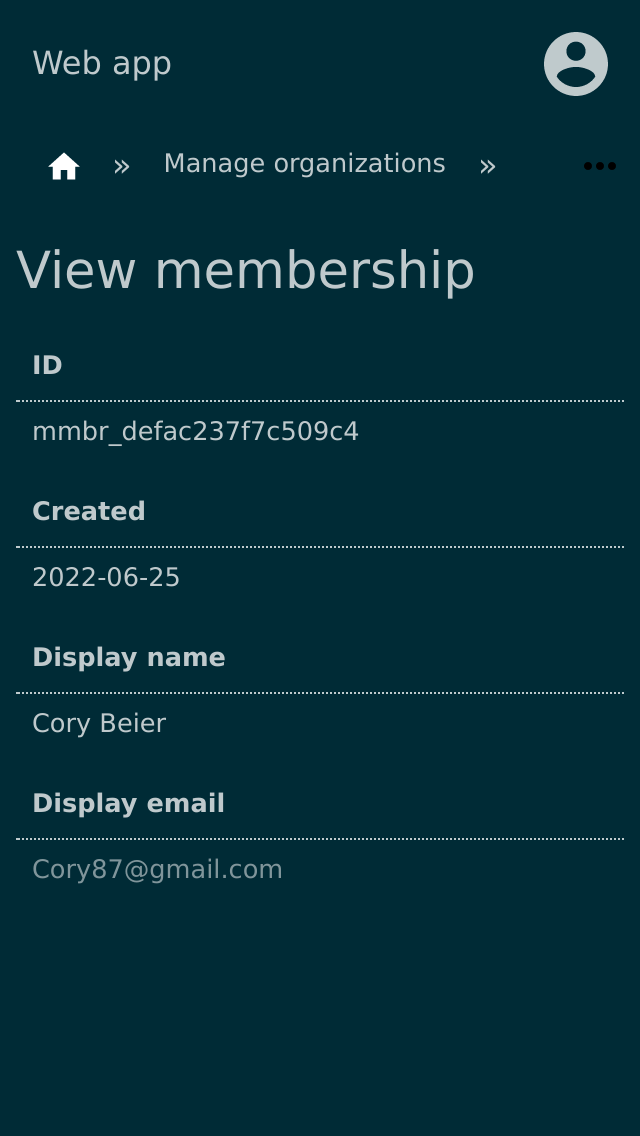 Web app
» Manage organizations »
View membership
ID
mmbr_defac237f7c509c4
Created
2022-06-25
Display name
Cory Beier
Display email
Cory87@gmail.com